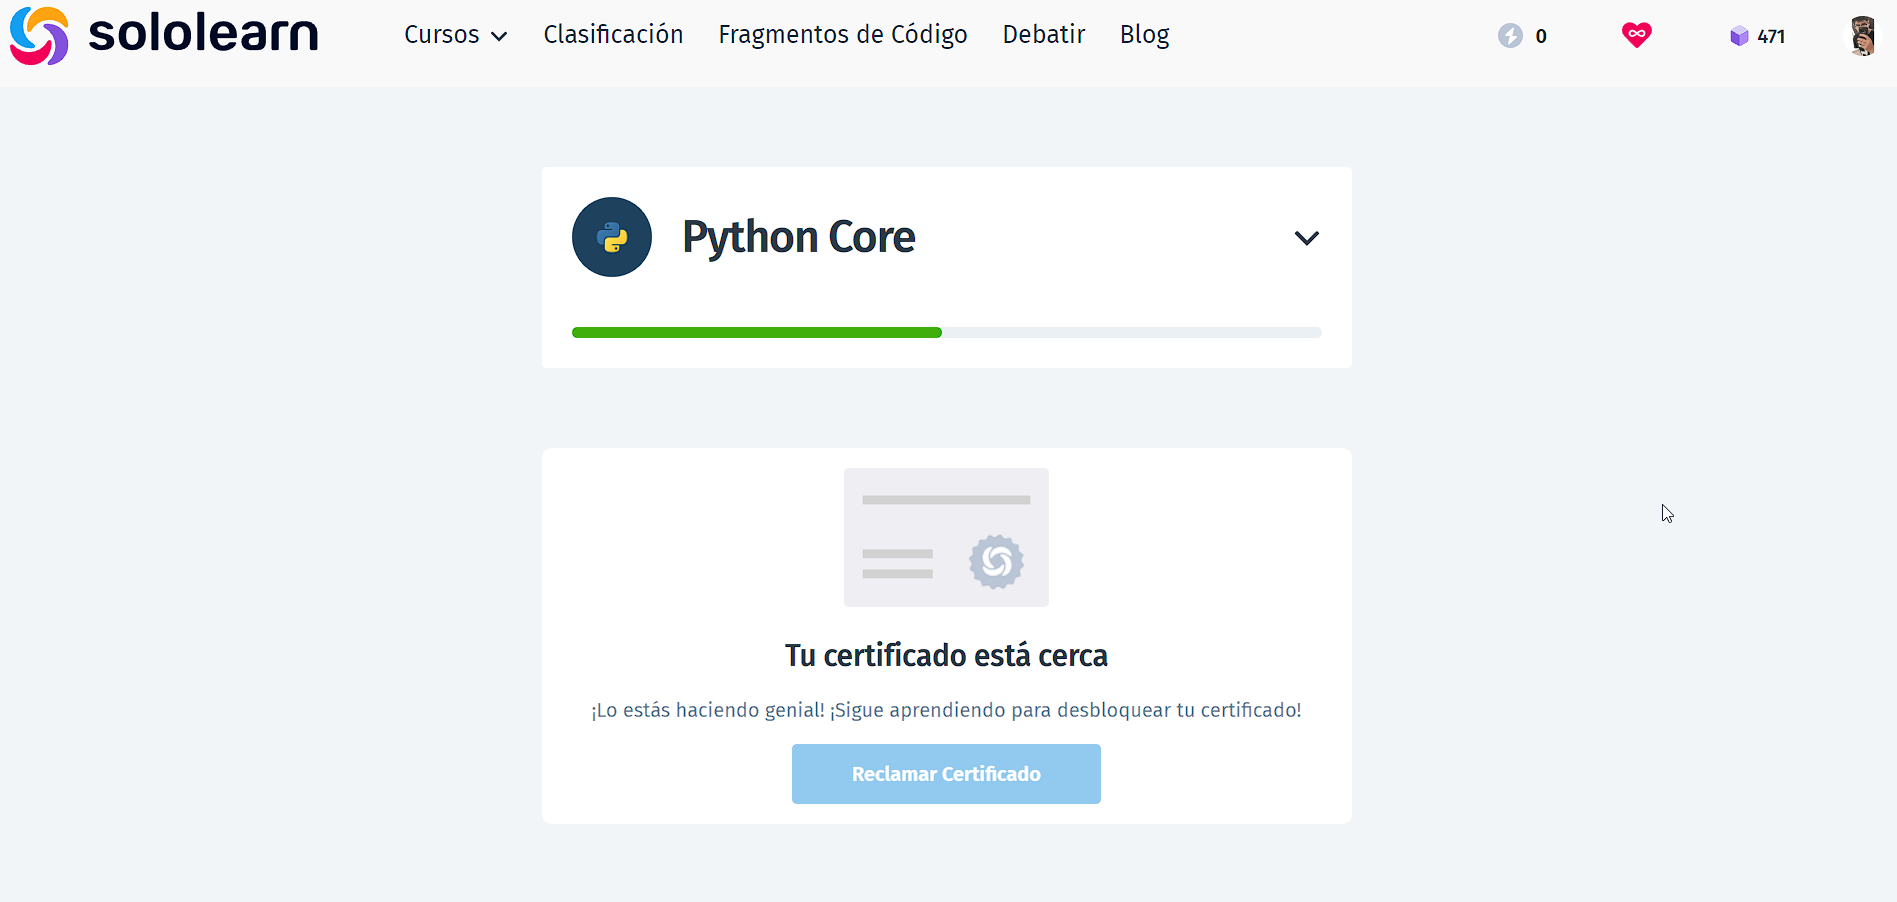 sololearn
Cursos
Clasificación
Fragmentos de Código
Debatir
Blog
0
471
Python Core
Tu certificado está cerca
¡Lo estás haciendo genial! ¡Sigue aprendiendo para desbloquear tu certificado!
Reclamar Certificado